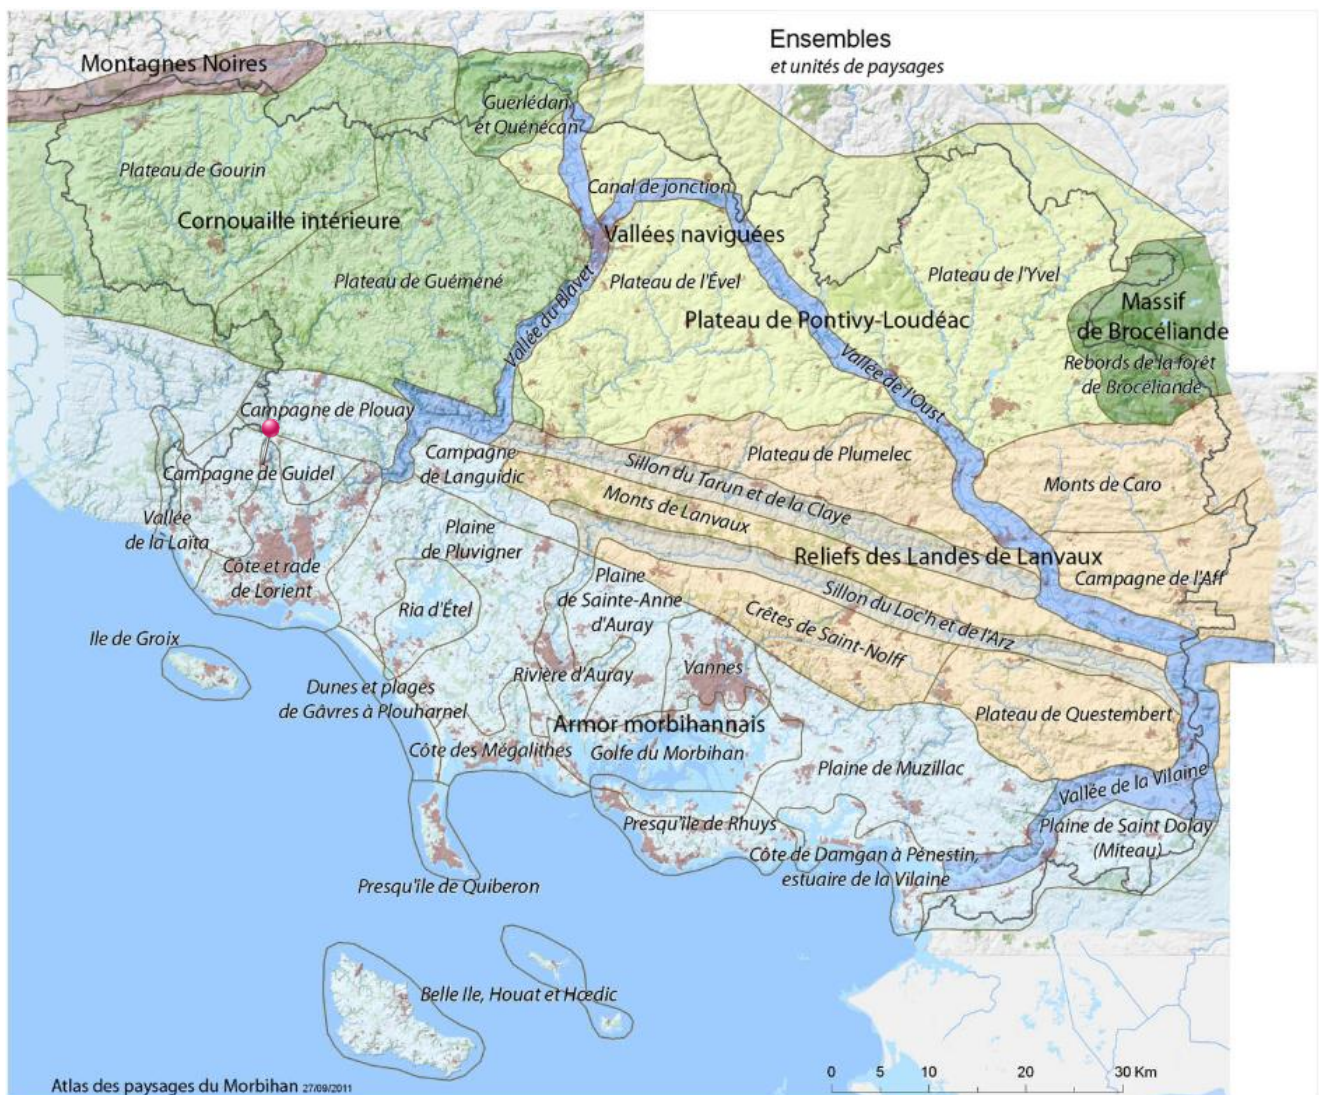 Ensembles
et unités de paysages
Montagnes Noires
Guerlédan
et Quénécan
Plateau de Gourin
Canal de jonction
Cornouaille intérieure
Vallées naviguées
Plateau de Guémené
Plateau de l'Ével
Plateau de l'Yvel
Vallée du Blavet
Plateau de Pontivy-Loudéac
Massif
de Brocéliande
Rebords de la forêt
de Brocéliande
Vallée de l'Oust
Campagne de Plouay
Campagne de Guidel
Campagne
de Languidic
Sillon du Tarun et de la Claye
Plateau de Plumelec
Monts de Caro
Monts de Lanvaux
Vallée
de la Laïta
Plaine
de Pluvigner
Reliefs des Landes de Lanvaux
Côte et rade
de Lorient
Plaine
de Sainte-Anne
d'Auray
Campagne de l'Aff
Ria d'Étel
Sillon du Loc'h et de l'Arz
Crêtes de Saint-Nolff
Ile de Groix
Rivière d'Auray
Vannes
Dunes et plages
de Gâvres à Plouharnel
Armor morbihannais
Plateau de Questembert
Côte des Mégalithes
Golfe du Morbihan
Plaine de Muzillac
Vallée de la Vilaine
Presqu'île de Rhuys
Plaine de Saint Dolay
(Miteau)
Côte de Damgan à Pénestin,
estuaire de la Vilaine
Presqu'île de Quiberon
Belle Ile, Houat et Hœdic
0 5 10 20 30 Km
Atlas des paysages du Morbihan 27/09/2011